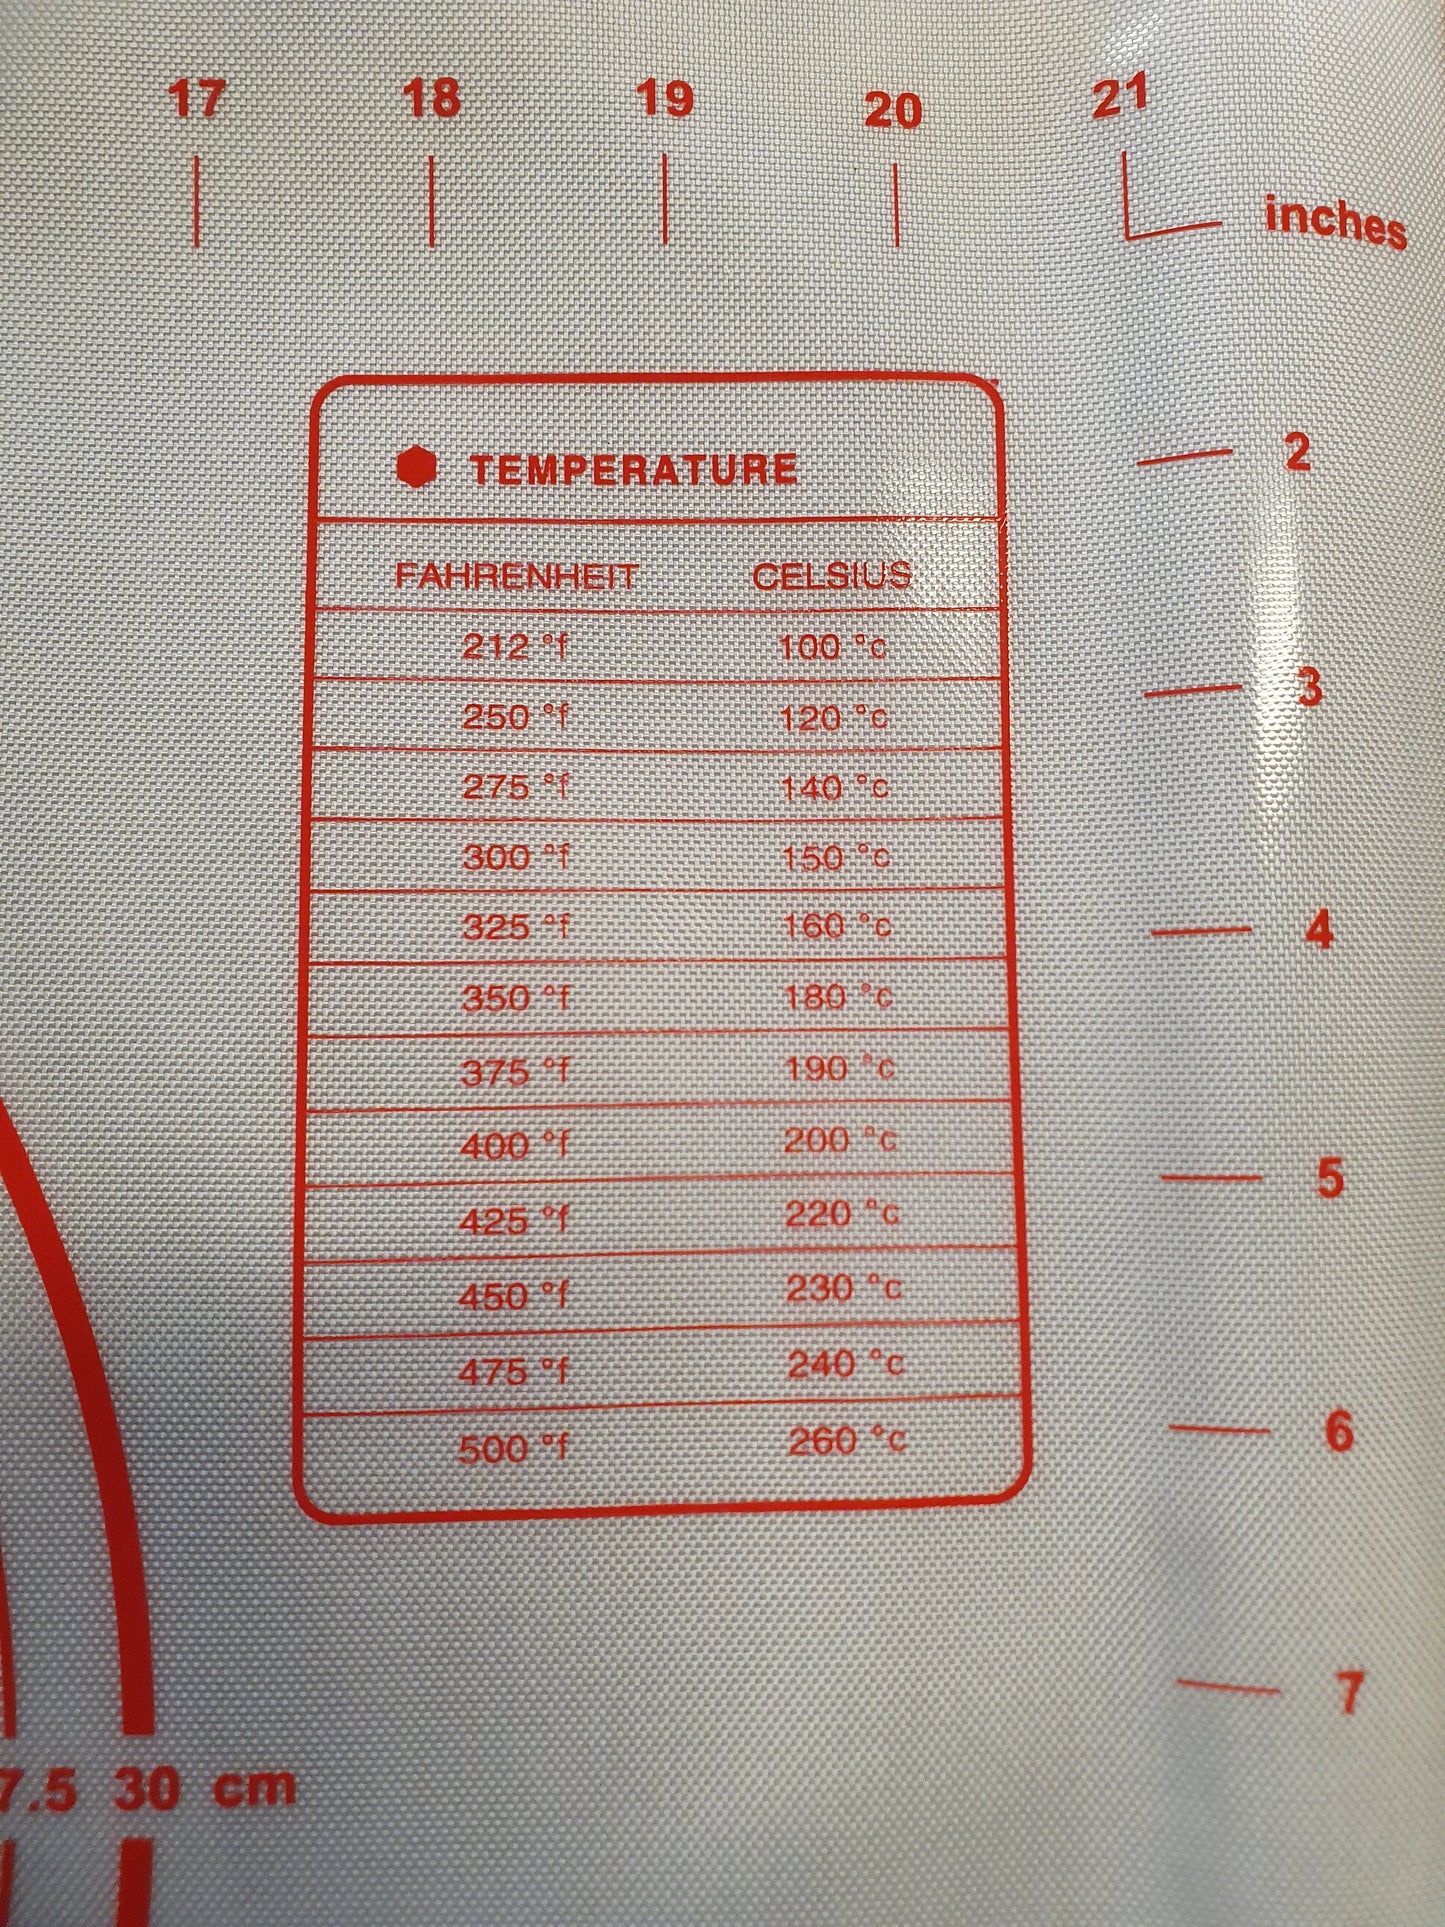 17 18 19 20 21
inches
TEMPERATURE
FAHRENHEIT CELSIUS
212 °f 100 °c
250 °f 120 °c
275 °f 140 °c
300 °f 150 °c
325 °f 160 °c
350 °f 180 °c
375 °f 190 °c
400 °f 200 °c
425 °f 220 °c
450 °f 230 °c
475 °f 240 °c
500 °f 260 °c
2
3
4
5
6
7
7.5 30 cm